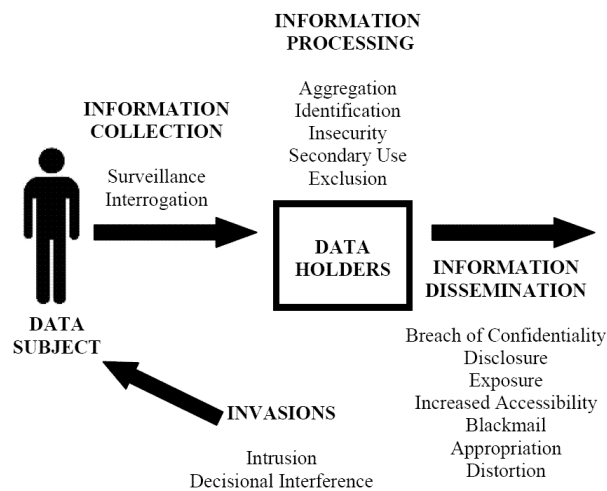 INFORMATION
PROCESSING
Aggregation
Identification
Insecurity
Secondary Use
Exclusion
INFORMATION
COLLECTION
Surveillance
Interrogation
DATA
HOLDERS
DATA
SUBJECT
INFORMATION
DISSEMINATION
Breach of Confidentiality
Disclosure
Exposure
Increased Accessibility
Blackmail
Appropriation
Distortion
INVASIONS
Intrusion
Decisional Interference